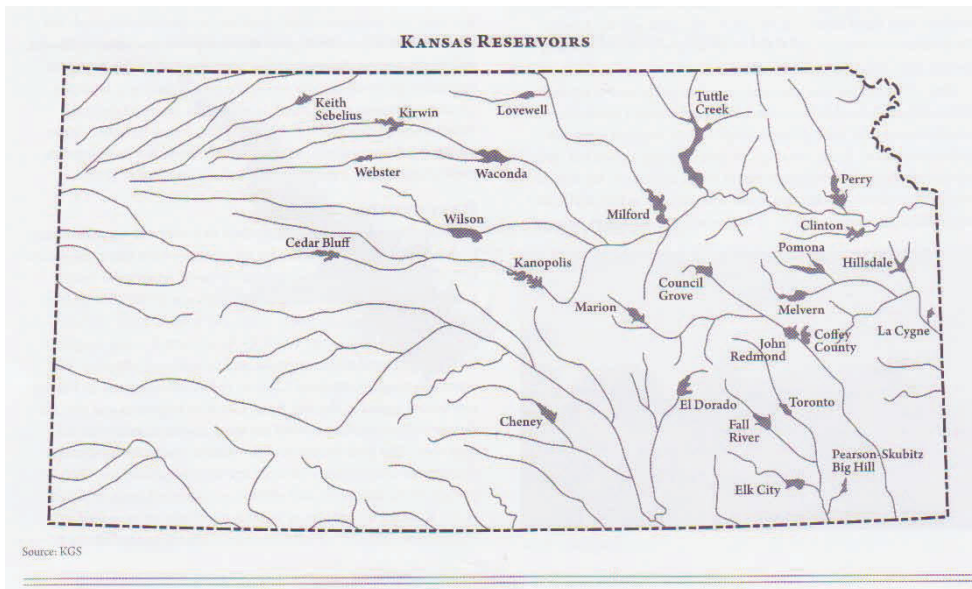 KANSAS RESERVOIRS
Keith
Sebelius
Kirwin
Lovewell
Tuttle
Creek
Webster
Waconda
Perry
Milford
Wilson
Clinton
Cedar Bluff
Pomona
Hillsdale
Kanopolis
Council
Grove
Marion
Melvern
La Cygne
John
Redmond
Coffey
County
Cheney
El Dorado
Toronto
Fall
River
Pearson-Skubitz
Big Hill
Elk City
Source: KGS